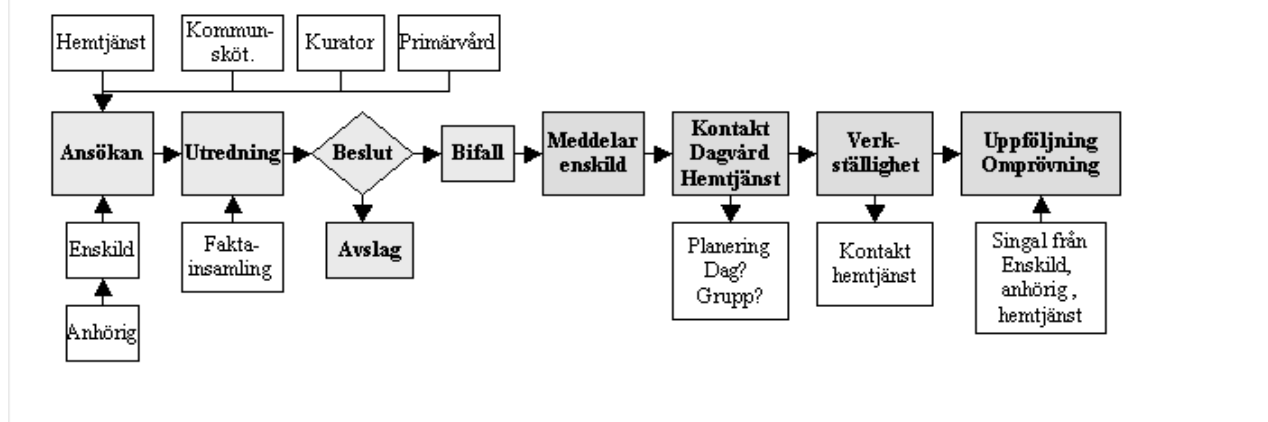 Hemtjänst
Kommun-
sköt.
Kurator
Primärvård
Ansökan
Utredning
Beslut
Bifall
Meddelar
enskild
Kontakt
Dagvård
Hemtjänst
Verk-
ställighet
Uppföljning
Omprövning
Enskild
Fakta-
insamling
Avslag
Planering
Dag?
Grupp?
Kontakt
hemtjänst
Singal från
Enskild,
anhörig ,
hemtjänst
Anhörig